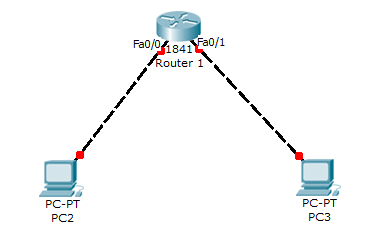 Fa0/0
Fa0/1
1841
Router 1
PC-PT
PC2
PC-PT
PC3